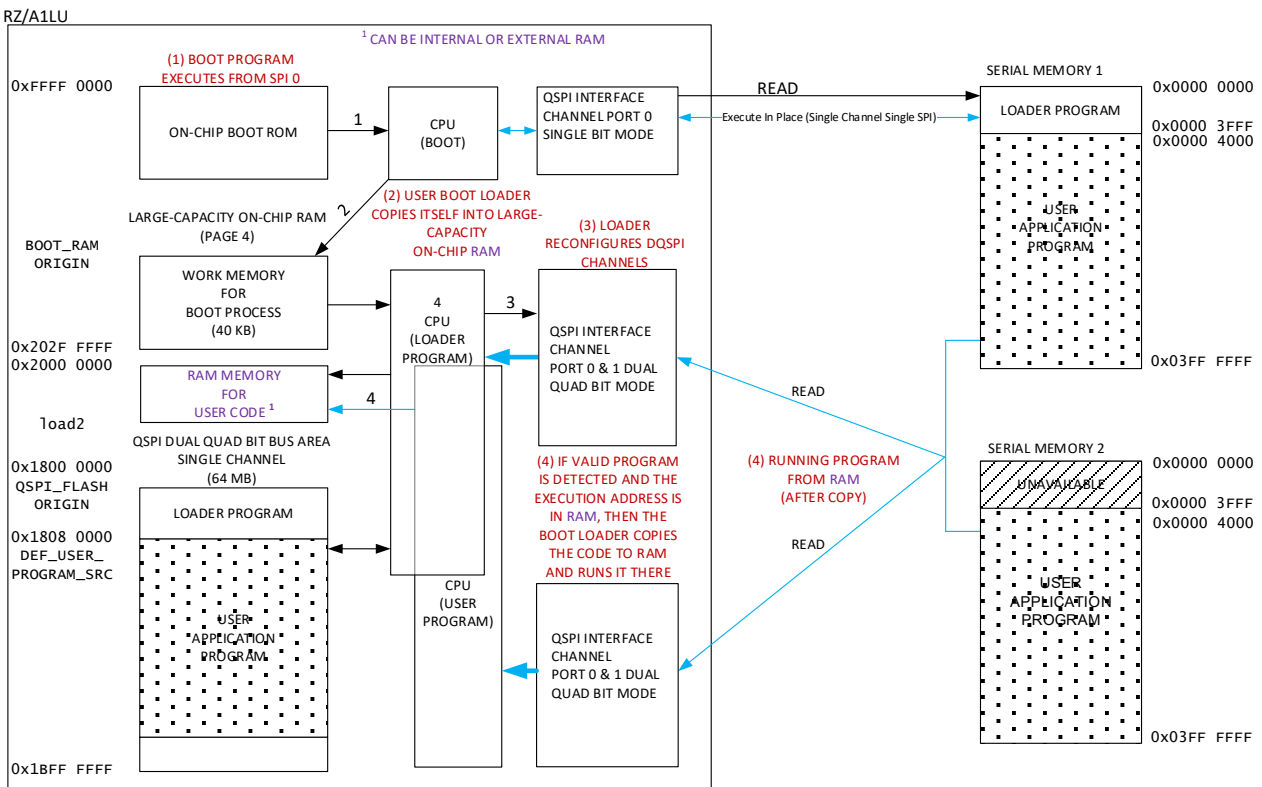 RZ/A1LU
1 CAN BE INTERNAL OR EXTERNAL RAM
(1) BOOT PROGRAM
EXECUTES FROM SPI 0
0xFFFF 0000
ON-CHIP BOOT ROM
1
CPU
(BOOT)
QSPI INTERFACE
CHANNEL PORT 0
SINGLE BIT MODE
READ
Execute In Place (Single Channel Single SPI)
SERIAL MEMORY 1
LOADER PROGRAM
0x0000 0000
0x0000 3FFF
0x0000 4000
USER
APPLICATION
PROGRAM
0x03FF FFFF
2
(2) USER BOOT LOADER
COPIES ITSELF INTO LARGE-
CAPACITY
ON-CHIP RAM
LARGE-CAPACITY ON-CHIP RAM
(PAGE 4)
BOOT_RAM
ORIGIN
WORK MEMORY
FOR
BOOT PROCESS
(40 KB)
0x202F FFFF
0x2000 0000
(3) LOADER
RECONFIGURES DQSPI
CHANNELS
4
CPU
(LOADER
PROGRAM)
3
QSPI INTERFACE
CHANNEL
PORT 0 & 1 DUAL
QUAD BIT MODE
READ
RAM MEMORY
FOR
USER CODE 1
4
load2
QSPI DUAL QUAD BIT BUS AREA
SINGLE CHANNEL
(64 MB)
0x1800 0000
QSPI_FLASH
ORIGIN
LOADER PROGRAM
0x1808 0000
DEF_USER_
PROGRAM_SRC
USER
APPLICATION
PROGRAM
0x1BFF FFFF
(4) IF VALID PROGRAM
IS DETECTED AND THE
EXECUTION ADDRESS IS
IN RAM, THEN THE
BOOT LOADER COPIES
THE CODE TO RAM
AND RUNS IT THERE
CPU
(USER
PROGRAM)
QSPI INTERFACE
CHANNEL
PORT 0 & 1 DUAL
QUAD BIT MODE
(4) RUNNING PROGRAM
FROM RAM
(AFTER COPY)
READ
SERIAL MEMORY 2
UNAVAILABLE
0x0000 0000
0x0000 3FFF
0x0000 4000
USER
APPLICATION
PROGRAM
0x03FF FFFF